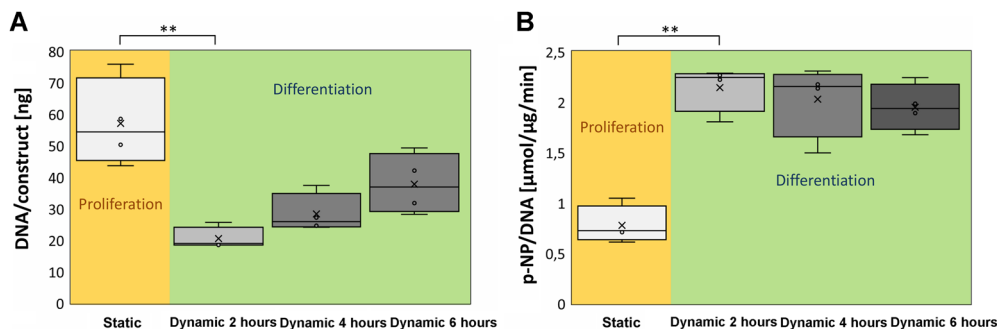 A
**
DNA/construct [ng]
80
70
60
50
40
30
20
10
0
Differentiation
Proliferation
Static
Dynamic 2 hours
Dynamic 4 hours
Dynamic 6 hours
B
**
p-NP/DNA [µmol/µg/min]
2,5
2
1,5
1
0,5
0
Proliferation
Differentiation
Static
Dynamic 2 hours
Dynamic 4 hours
Dynamic 6 hours